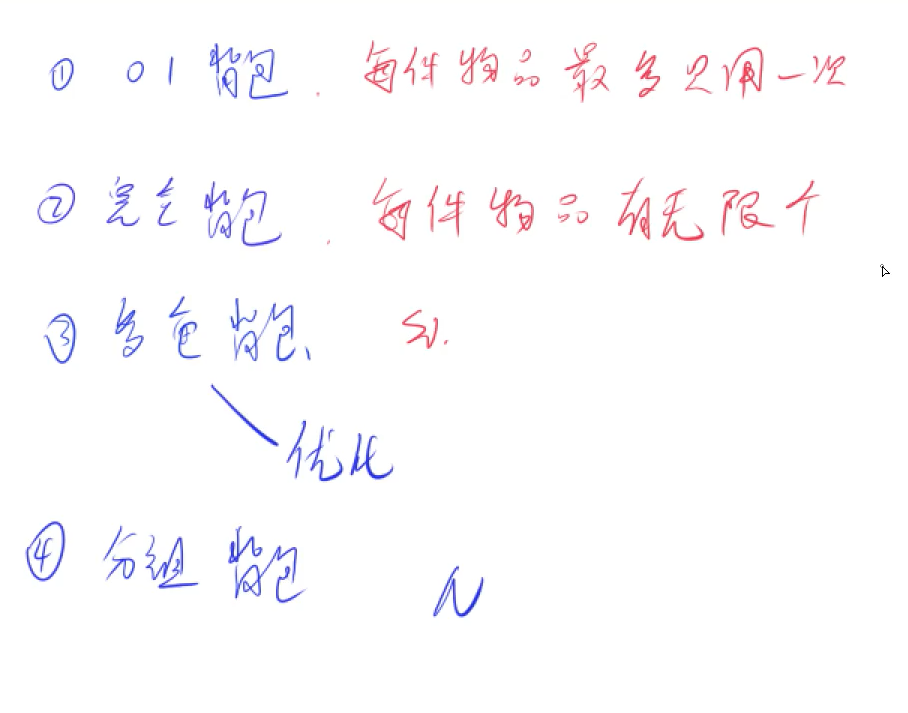 ① 01背包. 每件物品最多只用一次
② 完全背包. 每件物品有无限个
③ 多重背包、 Si.
优化
④ 分组背包 N